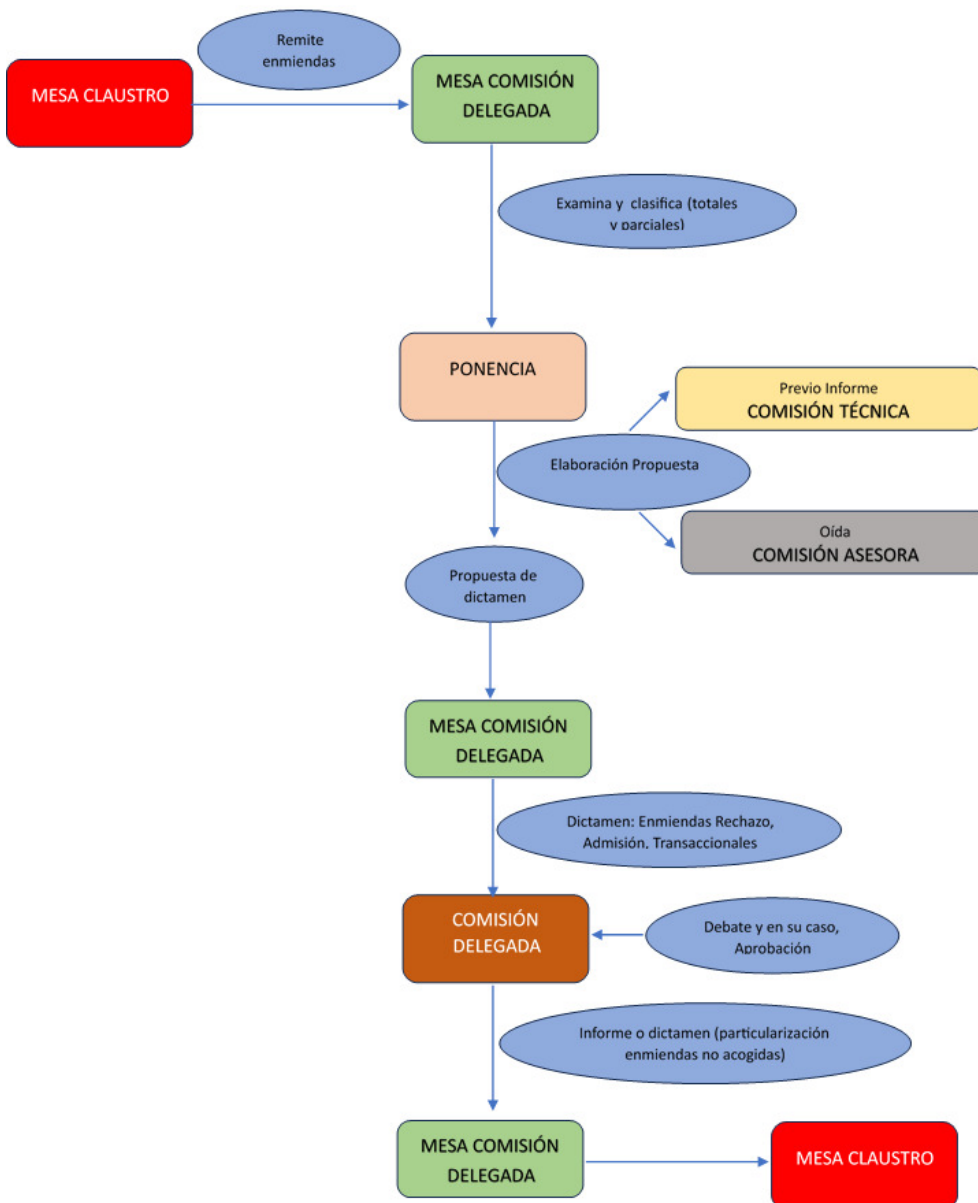 Remite
enmiendas
MESA CLAUSTRO
MESA COMISIÓN
DELEGADA
Examina y clasifica (totales
y parciales)
PONENCIA
Previo Informe
COMISIÓN TÉCNICA
Elaboración Propuesta
Oída
COMISIÓN ASESORA
Propuesta de
dictamen
MESA COMISIÓN
DELEGADA
Dictamen: Enmiendas Rechazo,
Admisión, Transaccionales
COMISIÓN
DELEGADA
Debate y en su caso,
Aprobación
Informe o dictamen (particularización
enmiendas no acogidas)
MESA COMISIÓN
DELEGADA
MESA CLAUSTRO